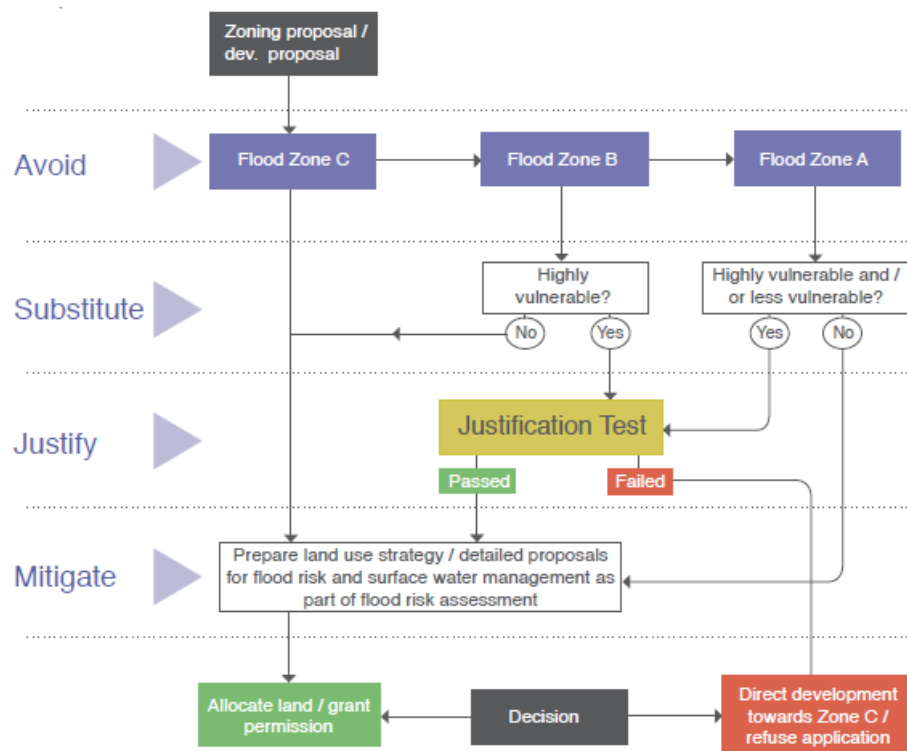 Zoning proposal /
dev. proposal
Avoid
Flood Zone C
Flood Zone B
Flood Zone A
Substitute
Highly
vulnerable?
Highly vulnerable and /
or less vulnerable?
No
Yes
Yes
No
Justify
Justification Test
Passed
Failed
Mitigate
Prepare land use strategy / detailed proposals
for flood risk and surface water management as
part of flood risk assessment
Allocate land / grant
permission
Decision
Direct development
towards Zone C /
refuse application